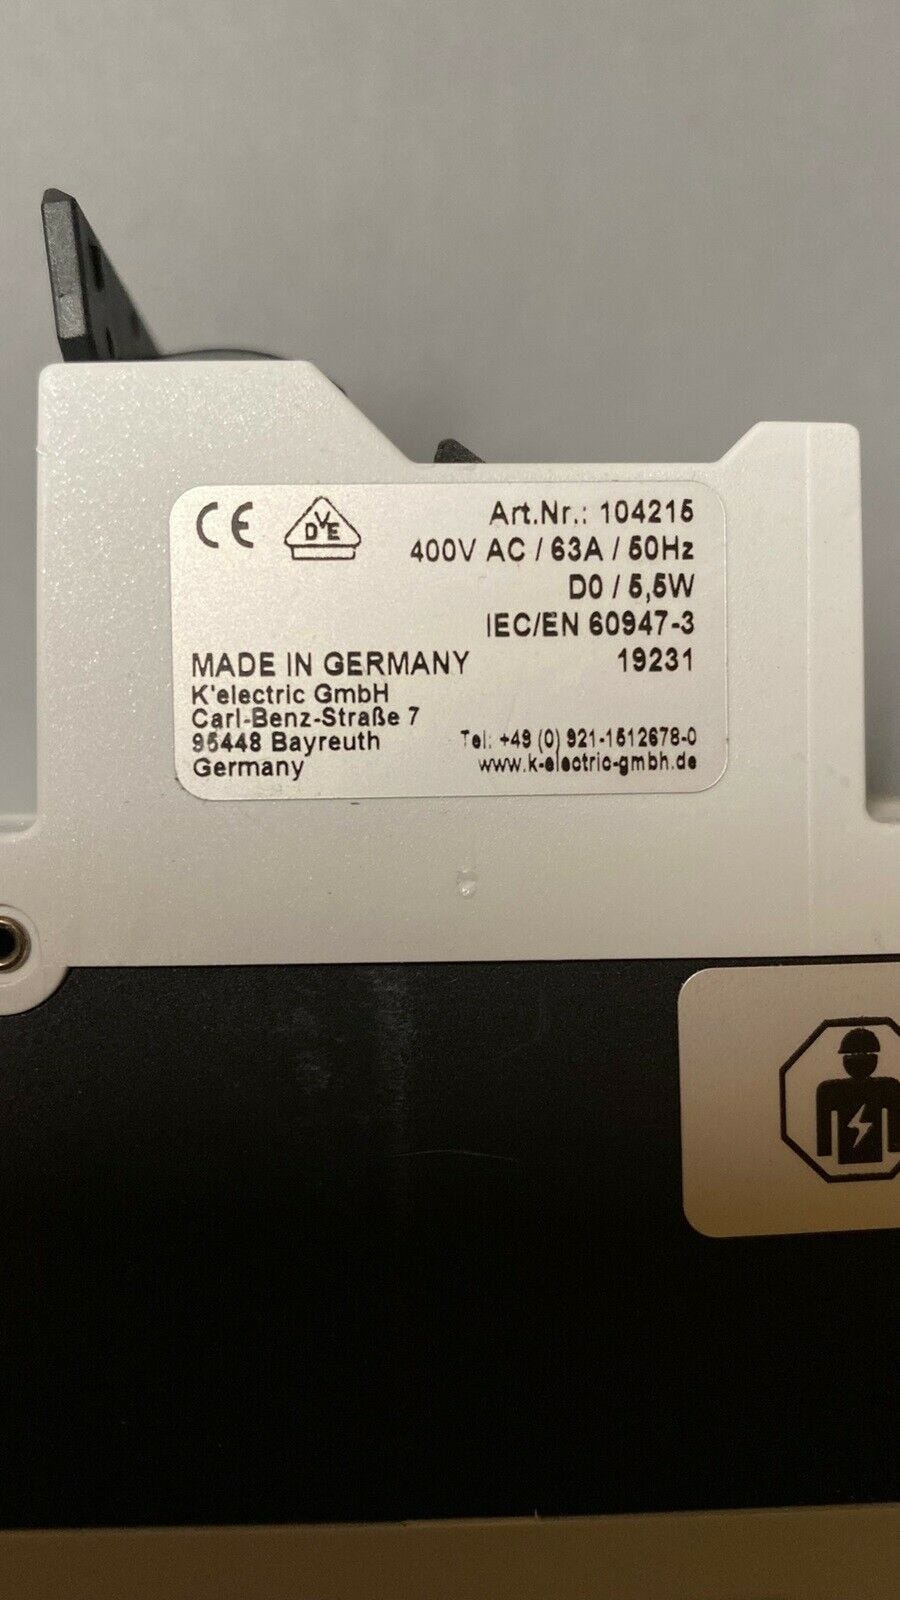 CE
DVE
Art.Nr.: 104215
400V AC / 63A / 50Hz
D0 / 5,5W
IEC/EN 60947-3
MADE IN GERMANY 19231
K'electric GmbH
Carl-Benz-Straße 7
95448 Bayreuth Tel: +49 (0) 921-1512678-0
Germany www.k-electric-gmbh.de